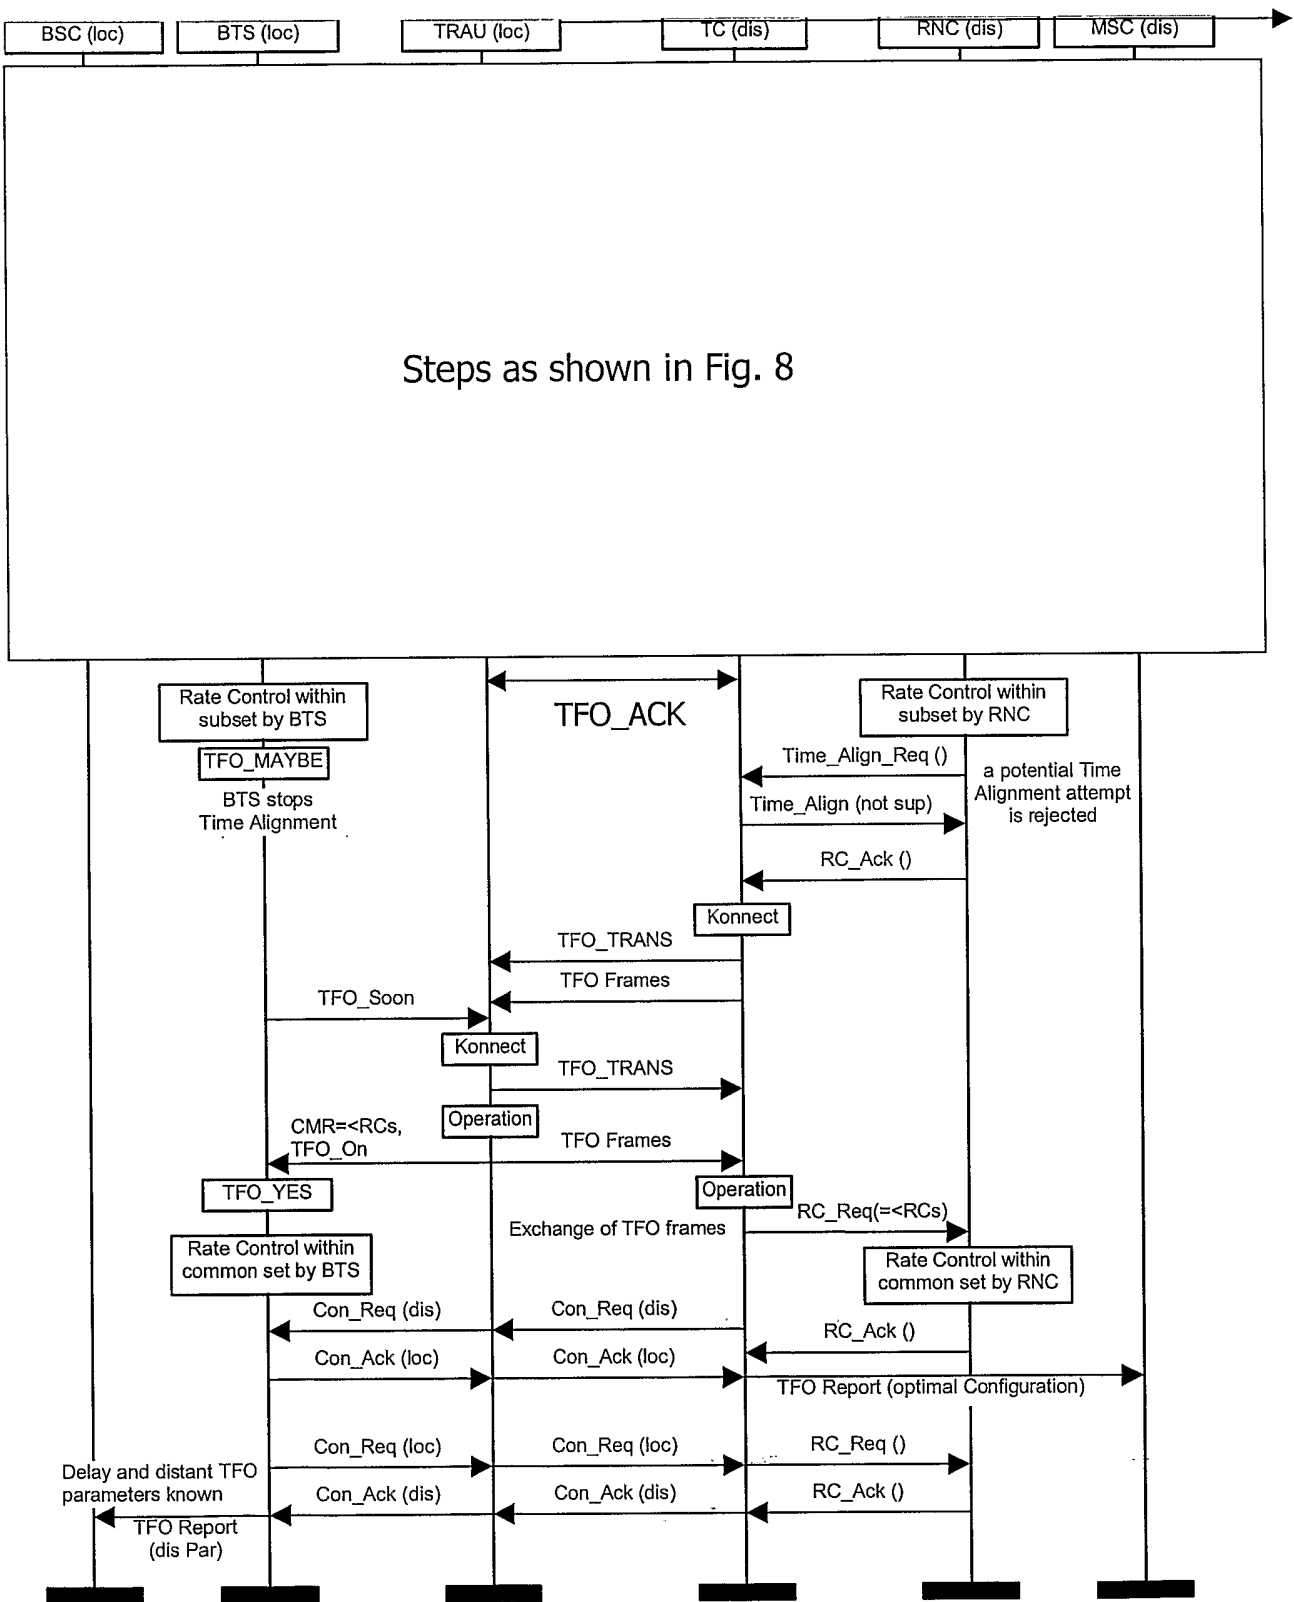 BSC (loc)
BTS (loc)
TRAU (loc)
TC (dis)
RNC (dis)
MSC (dis)
Steps as shown in Fig. 8
Rate Control within
subset by BTS
TFO_ACK
Rate Control within
subset by RNC
TFO_MAYBE
Time_Align_Req ()
a potential Time
Alignment attempt
is rejected
BTS stops
Time Alignment
Time_Align (not sup)
RC_Ack ()
Konnect
TFO_TRANS
TFO Frames
TFO_Soon
Konnect
TFO_TRANS
Operation
CMR=<RCs,
TFO_On
TFO Frames
TFO_YES
Operation
Exchange of TFO frames
RC_Req(=<RCs)
Rate Control within
common set by BTS
Rate Control within
common set by RNC
Con_Req (dis)
Con_Req (dis)
RC_Ack ()
Con_Ack (loc)
Con_Ack (loc)
TFO Report (optimal Configuration)
Con_Req (loc)
Con_Req (loc)
RC_Req ()
Delay and distant TFO
parameters known
Con_Ack (dis)
Con_Ack (dis)
RC_Ack ()
TFO Report
(dis Par)